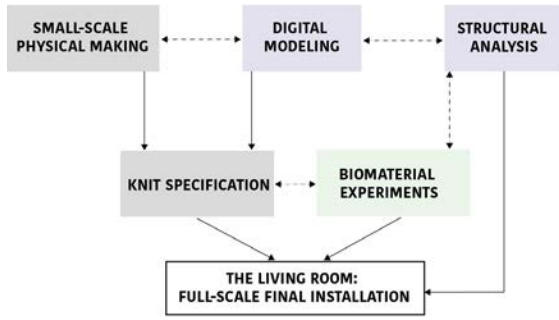 SMALL-SCALE
PHYSICAL MAKING
DIGITAL
MODELING
STRUCTURAL
ANALYSIS
KNIT SPECIFICATION
BIOMATERIAL
EXPERIMENTS
THE LIVING ROOM:
FULL-SCALE FINAL INSTALLATION